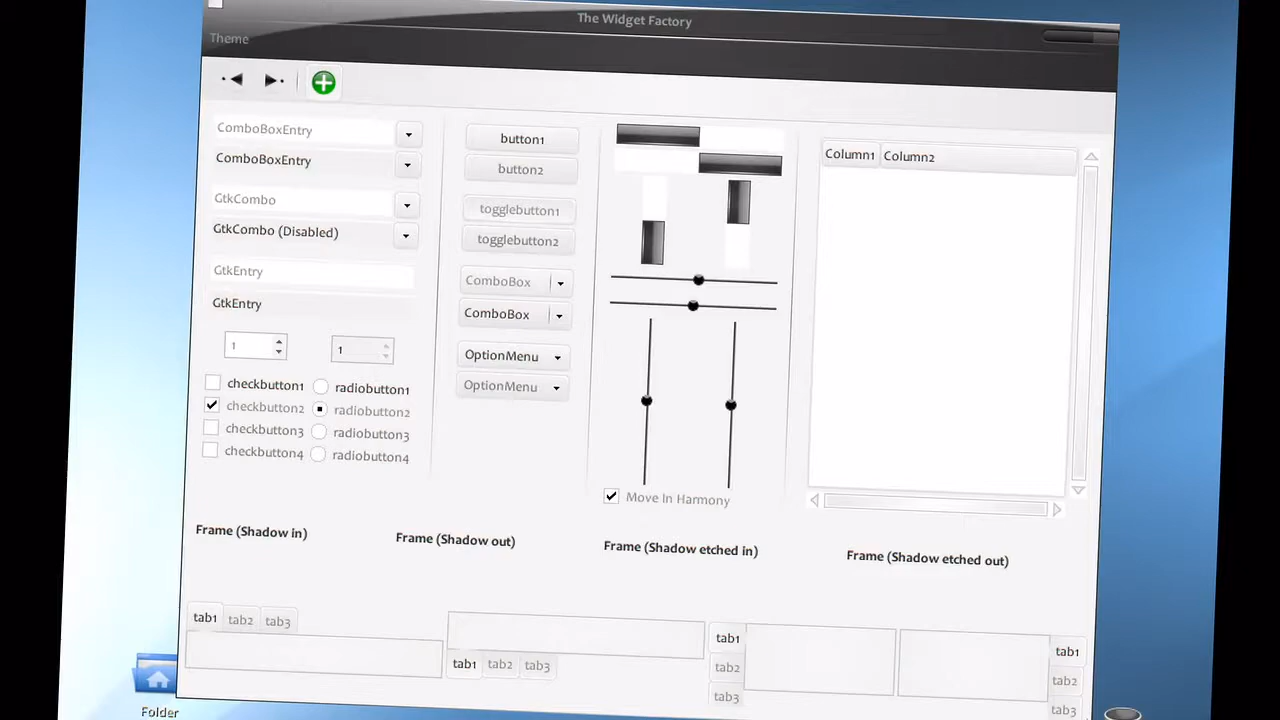 The Widget Factory
Theme
ComboBoxEntry
ComboBoxEntry
GtkCombo
GtkCombo (Disabled)
GtkEntry
GtkEntry
1
1
checkbutton1
radiobutton1
checkbutton2
radiobutton2
checkbutton3
radiobutton3
checkbutton4
radiobutton4
button1
button2
togglebutton1
togglebutton2
ComboBox
ComboBox
OptionMenu
OptionMenu
Move In Harmony
Column1 Column2
Frame (Shadow in)
Frame (Shadow out)
Frame (Shadow etched in)
Frame (Shadow etched out)
tab1 tab2 tab3
tab1 tab2 tab3
tab1
tab2
tab3
tab1
tab2
tab3
Folder